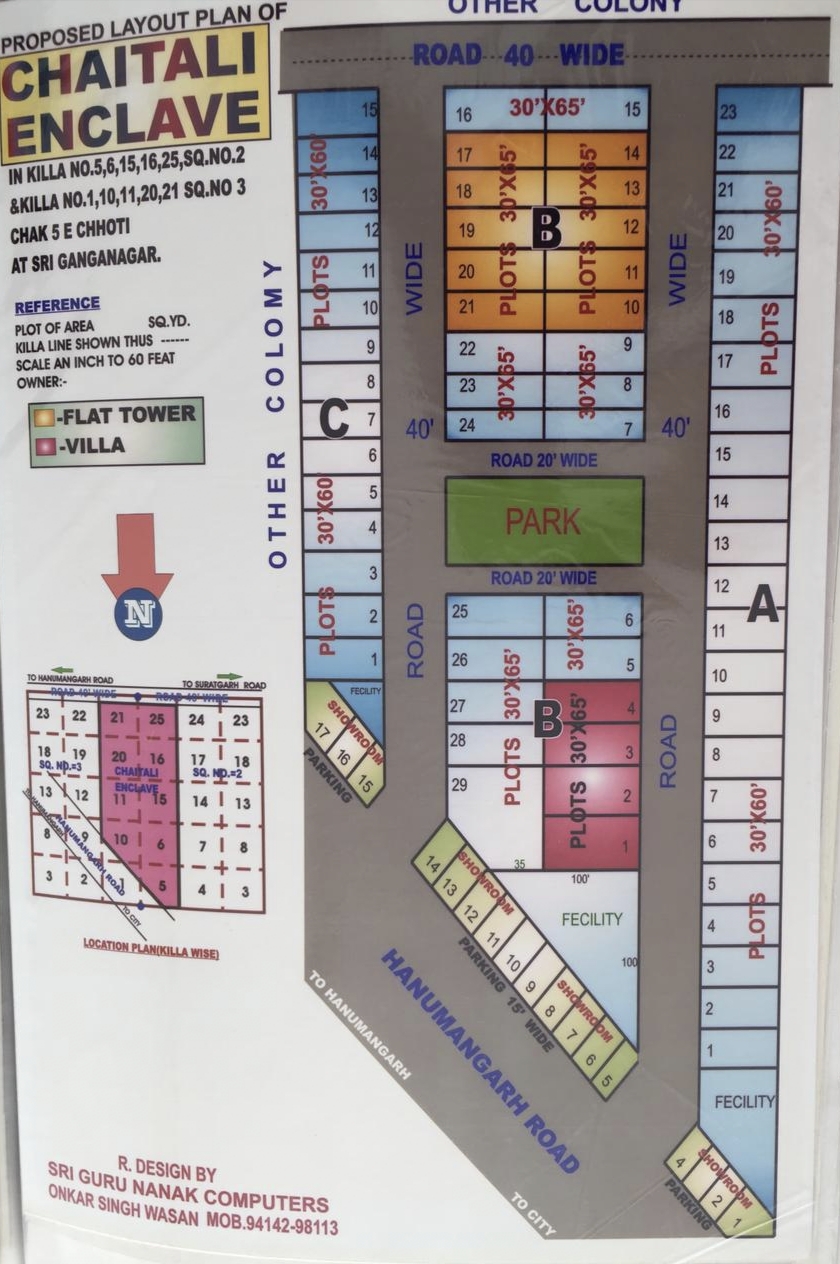 OTHER COLONY
PROPOSED LAYOUT PLAN OF
CHAITALI
ENCLAVE
IN KILLA NO.5,6,15,16,25,SQ.NO.2
&KILLA NO.1,10,11,20,21 SQ.NO 3
CHAK 5 E CHHOTI
AT SRI GANGANAGAR.
REFERENCE
PLOT OF AREA SQ.YD.
KILLA LINE SHOWN THUS ------
SCALE AN INCH TO 60 FEAT
OWNER:-
-FLAT TOWER
-VILLA
N
TO HANUMANGARH ROAD
TO SURATGARH ROAD
ROAD 40' WIDE
ROAD 40' WIDE
23 22 21 25 24 23
18 19 20 16 17 18
SQ. NO.=3
CHAITALI
ENCLAVE
SQ. NO.=2
13 12 11 15 14 13
8 9 10 6 7 8
3 2 1 5 4 3
HANUMANGARH ROAD
TO HANUMANGARH
TO CITY
LOCATION PLAN(KILLA WISE)
R. DESIGN BY
SRI GURU NANAK COMPUTERS
ONKAR SINGH WASAN MOB.94142-98113
ROAD 40 WIDE
OTHER COLOMY
15
14
13
12
11
10
9
8
7
6
5
4
3
2
1
30'X60'
PLOTS
C
30'X60'
PLOTS
FECILITY
SHOWROOM
17
16
15
PARKING
WIDE
40'
ROAD
16 30'X65' 15
17 14
18 13
19 12
20 11
21 10
30'X65'
PLOTS
30'X65'
PLOTS
B
22 9
23 8
24 7
30'X65'
30'X65'
ROAD 20' WIDE
PARK
ROAD 20' WIDE
25 6
26 5
27 4
28 3
29 2
1
30'X65'
PLOTS
30'X65'
B
30'X65'
PLOTS
35
100'
FECILITY
100
SHOWROOM
SHOWROOM
14
13
12
11
10
9
8
7
6
5
PARKING 15' WIDE
HANUMANGARH ROAD
TO HANUMANGARH
TO CITY
WIDE
40'
ROAD
23
22
21
20
19
18
17
16
15
14
13
12
11
10
9
8
7
6
5
4
3
2
1
30'X60'
PLOTS
A
30'X60'
PLOTS
FECILITY
SHOWROOM
4
2
1
PARKING